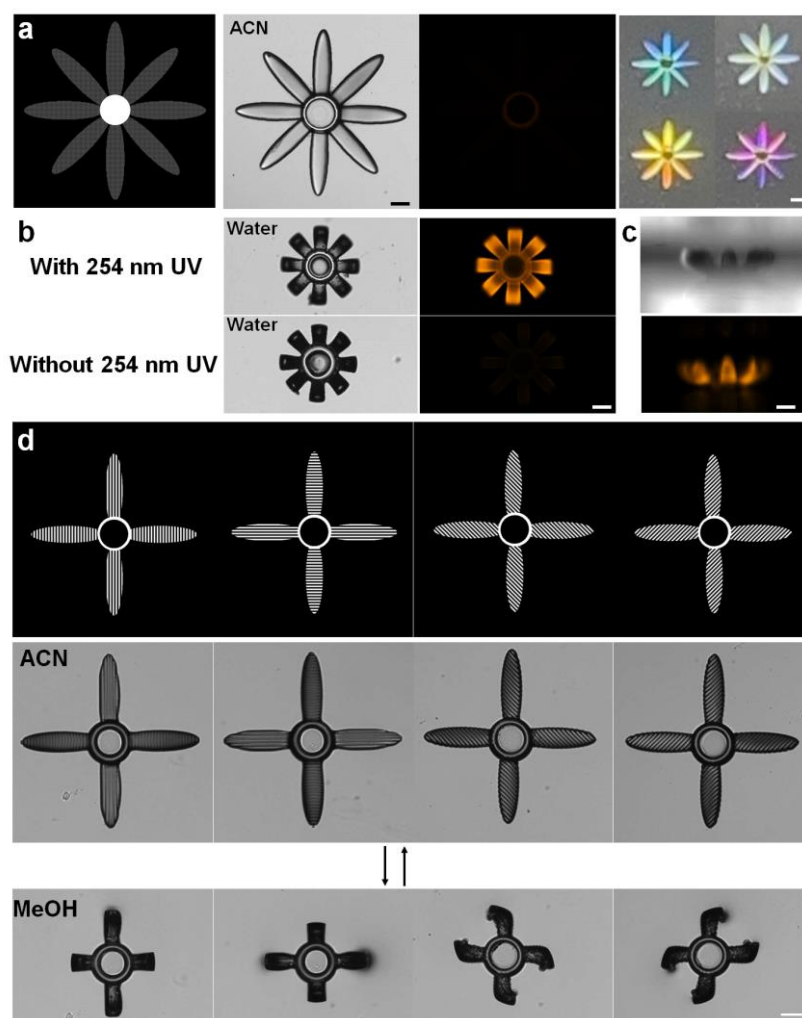 a
ACN
b
Water
c
With 254 nm UV
Water
Without 254 nm UV
d
ACN
MeOH